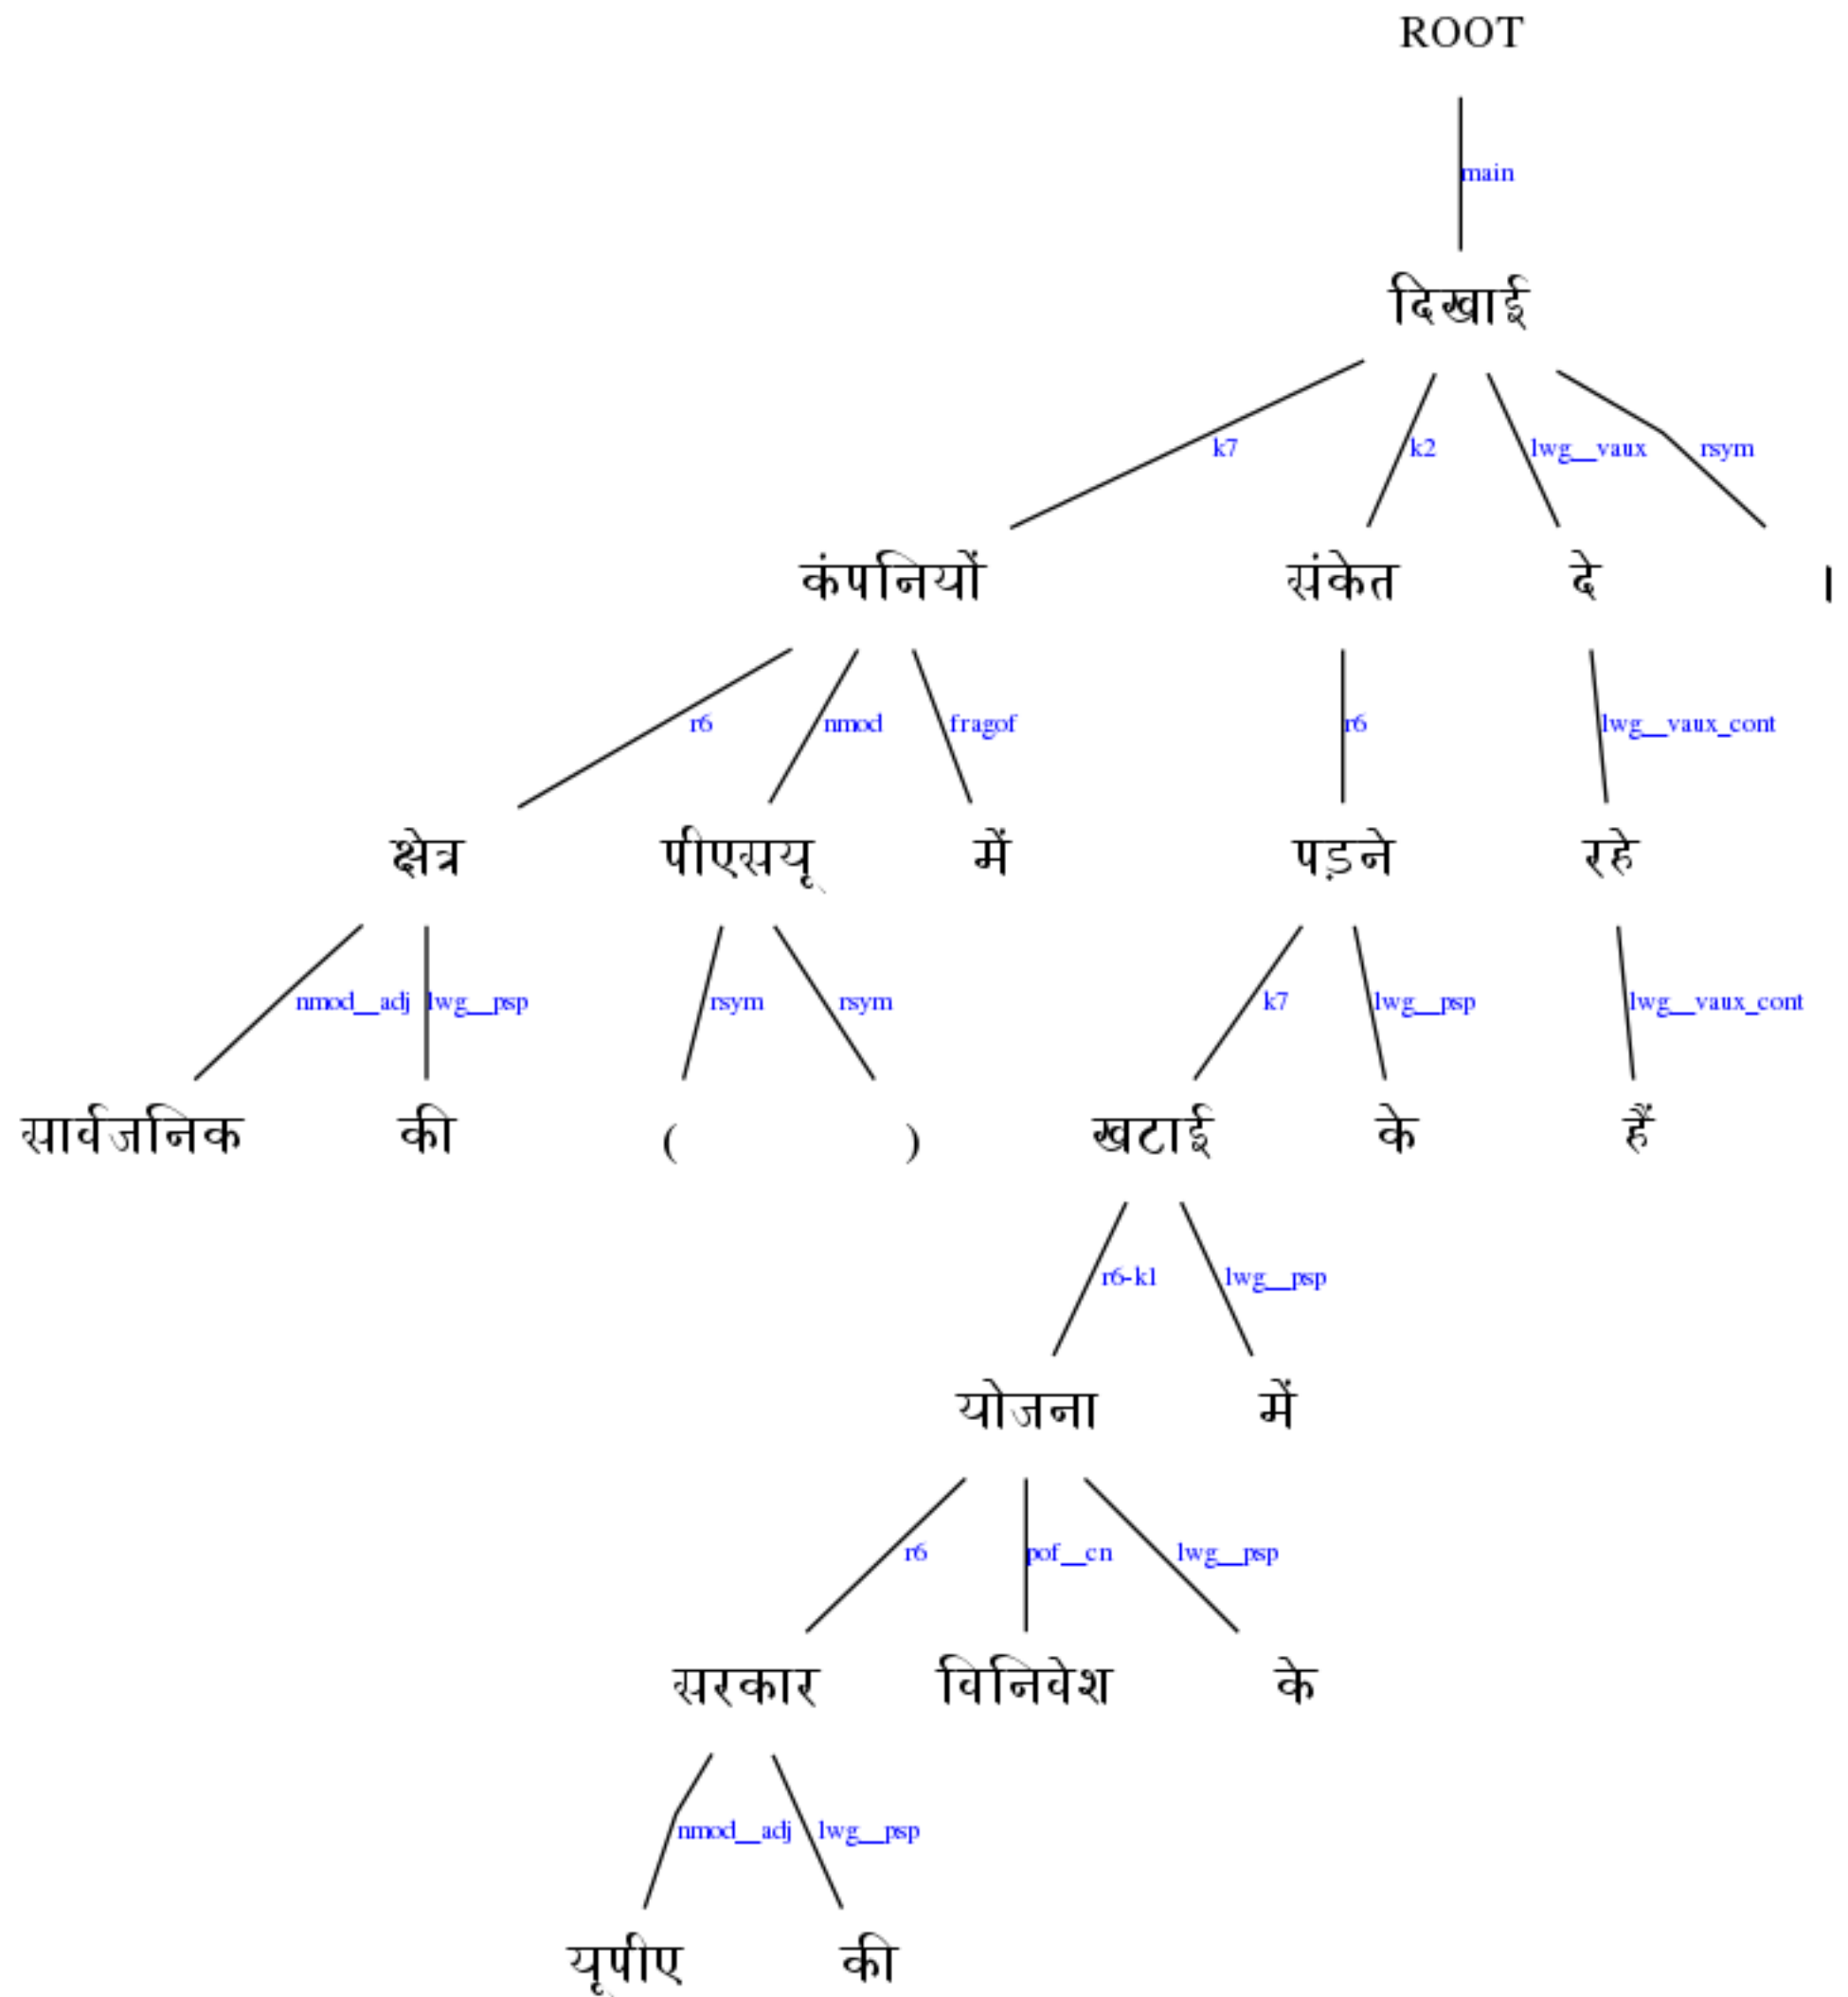 ROOT
main
दिखाई
k7 k2 lwg__vaux rsym
कंपनियों संकेत दे ।
r6 nmod fragof r6 lwg__vaux_cont
क्षेत्र पीएसयू में पड़ने रहे
nmod__adj lwg__psp rsym rsym k7 lwg__psp lwg__vaux_cont
सार्वजनिक की ( ) खटाई के हैं
r6-k1 lwg__psp
योजना में
r6 pof__cn lwg__psp
सरकार विनिवेश के
nmod__adj lwg__psp
यूपीए की